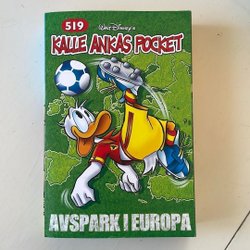 519
Walt Disney's
KALLE ANKAS POCKET
AVSPARK I EUROPA